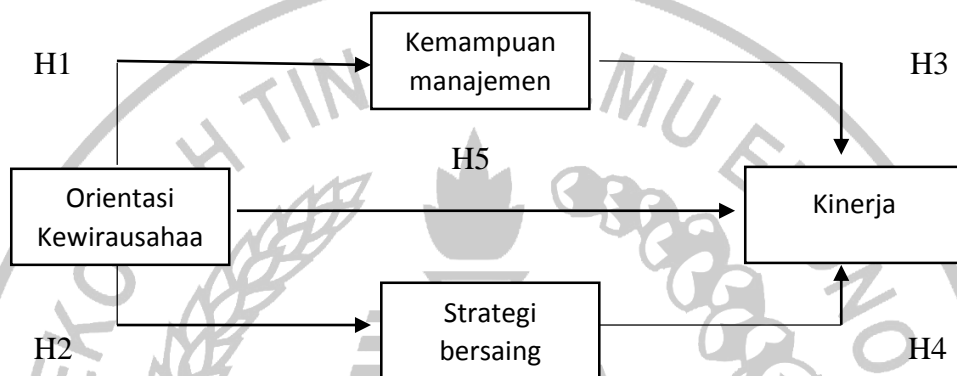 H1
Kemampuan
manajemen
H3
H5
Orientasi
Kewirausahaa
Kinerja
Strategi
bersaing
H2
H4